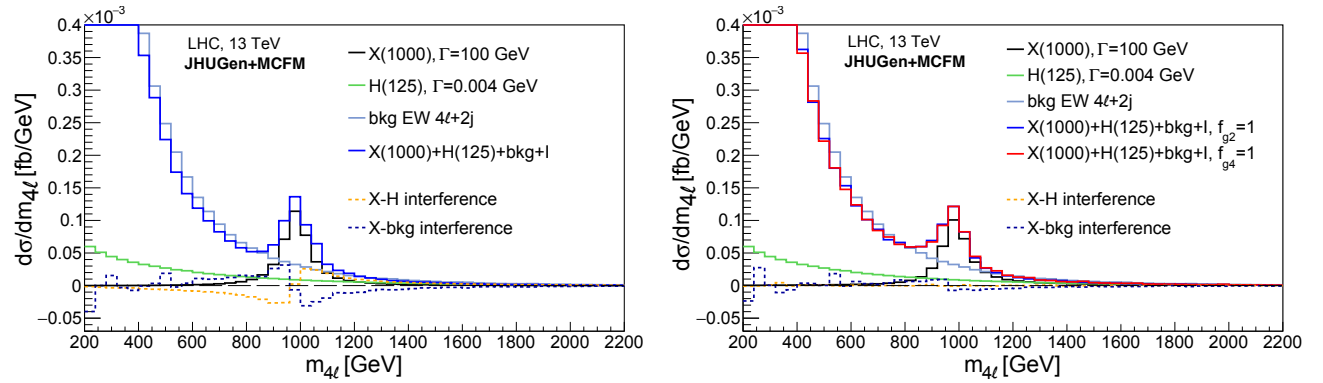 ×10⁻³
0.4
0.35
0.3
0.25
0.2
0.15
0.1
0.05
0
−0.05
dσ/dm4ℓ [fb/GeV]
LHC, 13 TeV
JHUGen+MCFM
X(1000), Γ=100 GeV
H(125), Γ=0.004 GeV
bkg EW 4ℓ+2j
X(1000)+H(125)+bkg+I
X-H interference
X-bkg interference
200 400 600 800 1000 1200 1400 1600 1800 2000 2200
m4ℓ [GeV]
×10⁻³
0.4
0.35
0.3
0.25
0.2
0.15
0.1
0.05
0
−0.05
dσ/dm4ℓ [fb/GeV]
LHC, 13 TeV
JHUGen+MCFM
X(1000), Γ=100 GeV
H(125), Γ=0.004 GeV
bkg EW 4ℓ+2j
X(1000)+H(125)+bkg+I, fg2=1
X(1000)+H(125)+bkg+I, fg4=1
X-H interference
X-bkg interference
200 400 600 800 1000 1200 1400 1600 1800 2000 2200
m4ℓ [GeV]